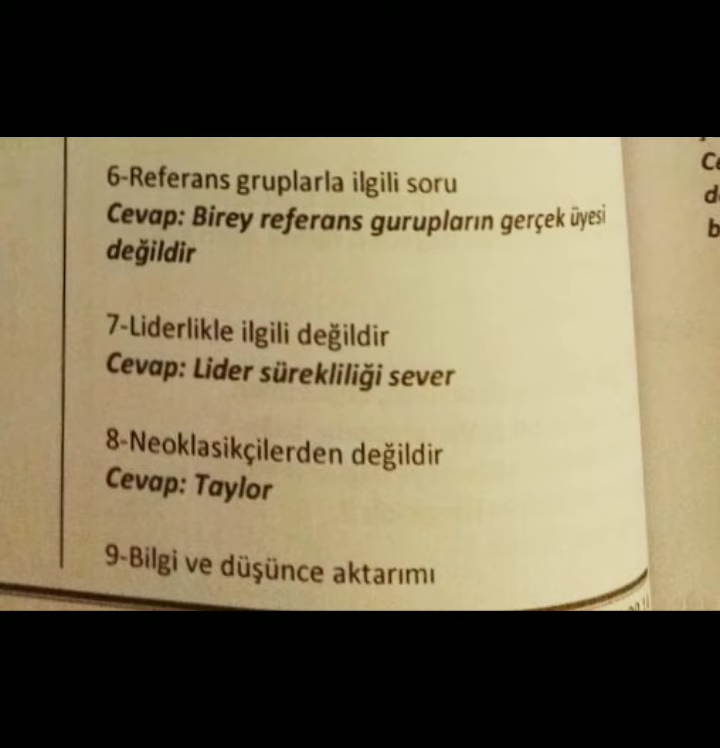 6-Referans gruplarla ilgili soru
Cevap: Birey referans gurupların gerçek üyesi
değildir
7-Liderlikle ilgili değildir
Cevap: Lider sürekliliği sever
8-Neoklasikçilerden değildir
Cevap: Taylor
9-Bilgi ve düşünce aktarımı